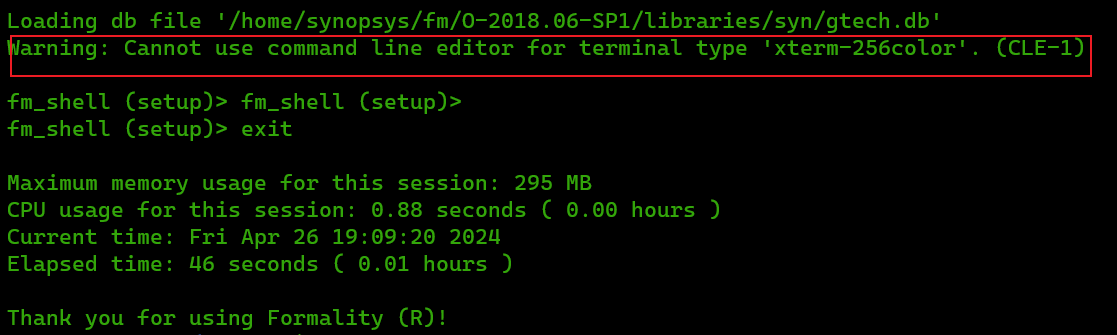 Loading db file '/home/synopsys/fm/O-2018.06-SP1/libraries/syn/gtech.db'
Warning: Cannot use command line editor for terminal type 'xterm-256color'. (CLE-1)
fm_shell (setup)> fm_shell (setup)>
fm_shell (setup)> exit
Maximum memory usage for this session: 295 MB
CPU usage for this session: 0.88 seconds ( 0.00 hours )
Current time: Fri Apr 26 19:09:20 2024
Elapsed time: 46 seconds ( 0.01 hours )
Thank you for using Formality (R)!